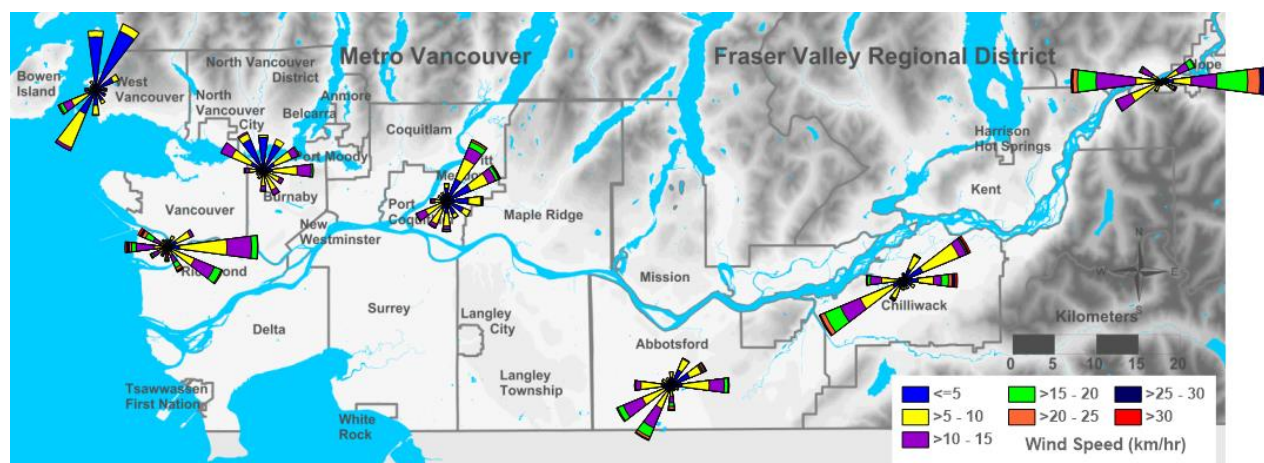 Metro Vancouver
Fraser Valley Regional District
Bowen
Island
West
Vancouver
North Vancouver
District
North
Vancouver
City
Anmore
Belcarra
Port Moody
Coquitlam
Port
Maple Ridge
Harrison
Hot Springs
Kent
Hope
Vancouver
Burnaby
New
Westminster
Richmond
Mission
Chilliwack
N
W E
S
Kilometers
0 5 10 20
Surrey
Delta
Langley
City
Abbotsford
Langley
Township
Tsawwassen
First Nation
White
Rock
<=5
>5 - 10
>10 - 15
>15 - 20
>20 - 25
>25 - 30
>30
Wind Speed (km/hr)